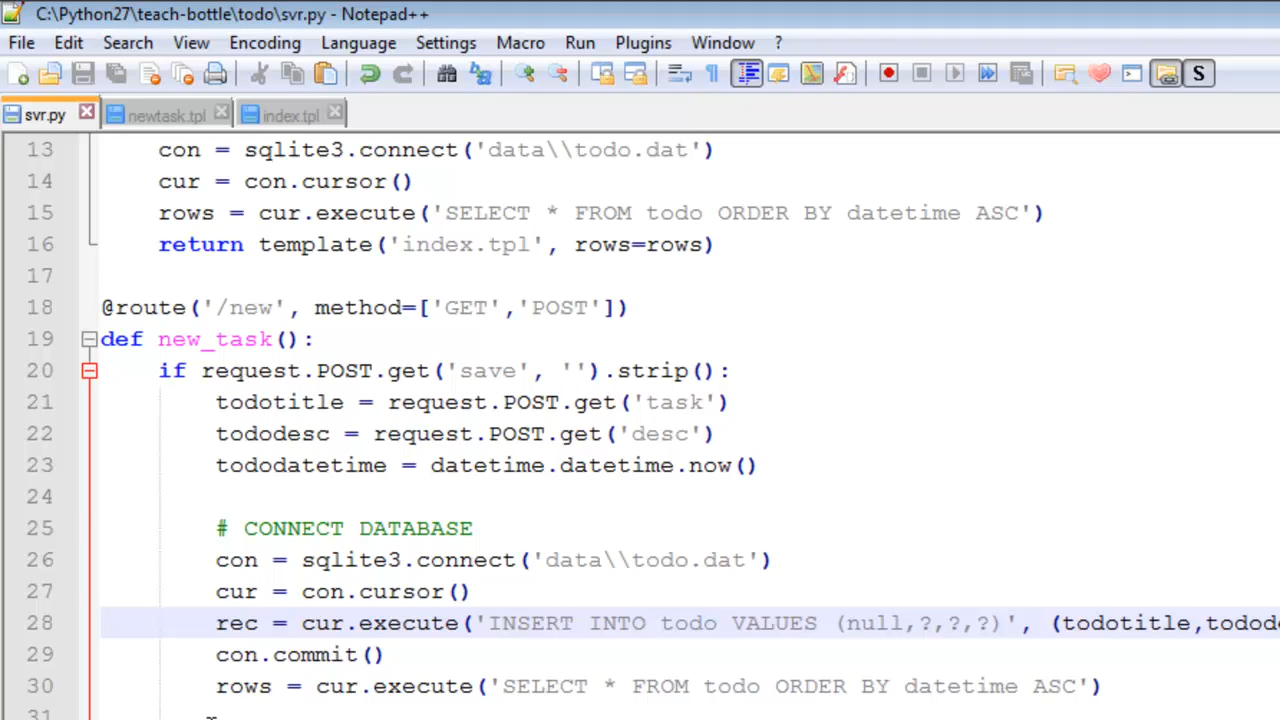 C:\Python27\teach-bottle\todo\svr.py - Notepad++
File Edit Search View Encoding Language Settings Macro Run Plugins Window ?
S
svr.py newtask.tpl index.tpl
13 con = sqlite3.connect('data\\todo.dat')
14 cur = con.cursor()
15 rows = cur.execute('SELECT * FROM todo ORDER BY datetime ASC')
16 return template('index.tpl', rows=rows)
17
18 @route('/new', method=['GET','POST'])
19 def new_task():
20 if request.POST.get('save', '').strip():
21 todotitle = request.POST.get('task')
22 tododesc = request.POST.get('desc')
23 tododatetime = datetime.datetime.now()
24
25 # CONNECT DATABASE
26 con = sqlite3.connect('data\\todo.dat')
27 cur = con.cursor()
28 rec = cur.execute('INSERT INTO todo VALUES (null,?,?,?)', (todotitle,todod
29 con.commit()
30 rows = cur.execute('SELECT * FROM todo ORDER BY datetime ASC')
31